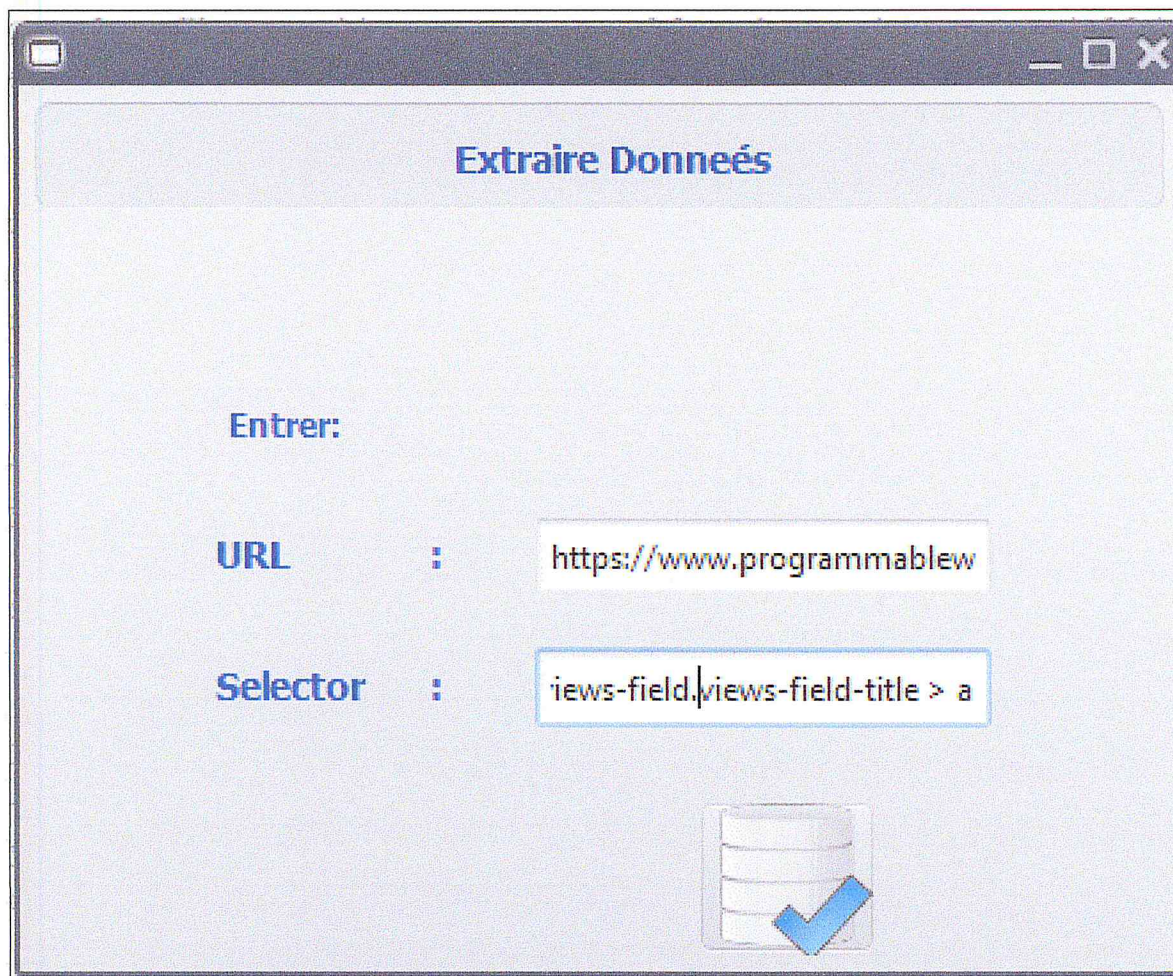 Extraire Donneés
Entrer:
URL : https://www.programmablew
Selector : iews-field.views-field-title > a